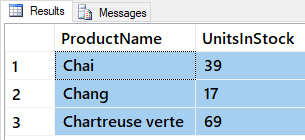 Results Messages
ProductName UnitsInStock
1 Chai 39
2 Chang 17
3 Chartreuse verte 69